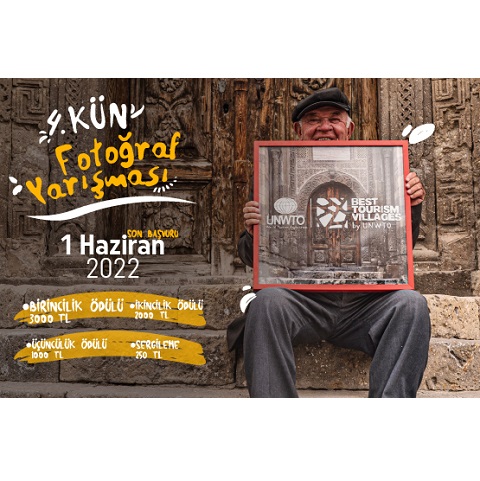 4. KÜN
Fotoğraf
Yarışması
SON BAŞVURU
1 Haziran
2022
•BİRİNCİLİK ÖDÜLÜ
3000 TL
•İKİNCİLİK ÖDÜLÜ
2000 TL
•ÜÇÜNCÜLÜK ÖDÜLÜ
1000 TL
•SERGİLEME
250 TL
UNWTO
BEST
TOURISM
VILLAGES
by UNWTO